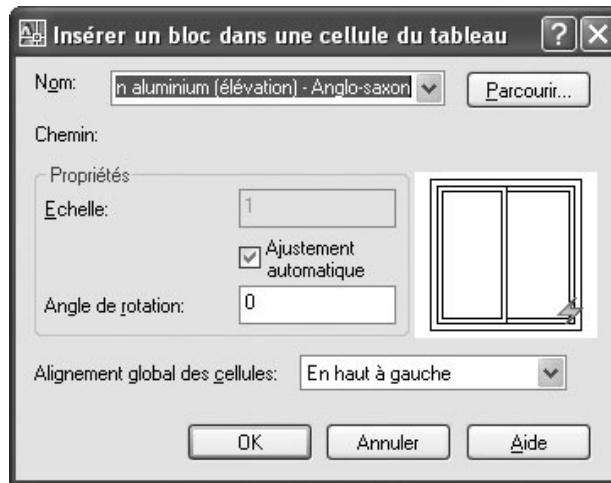 Insérer un bloc dans une cellule du tableau
Nom: n aluminium (élévation) - Anglo-saxon Parcourir...
Chemin:
Propriétés
Echelle: 1
Ajustement
automatique
Angle de rotation: 0
Alignement global des cellules: En haut à gauche
OK Annuler Aide